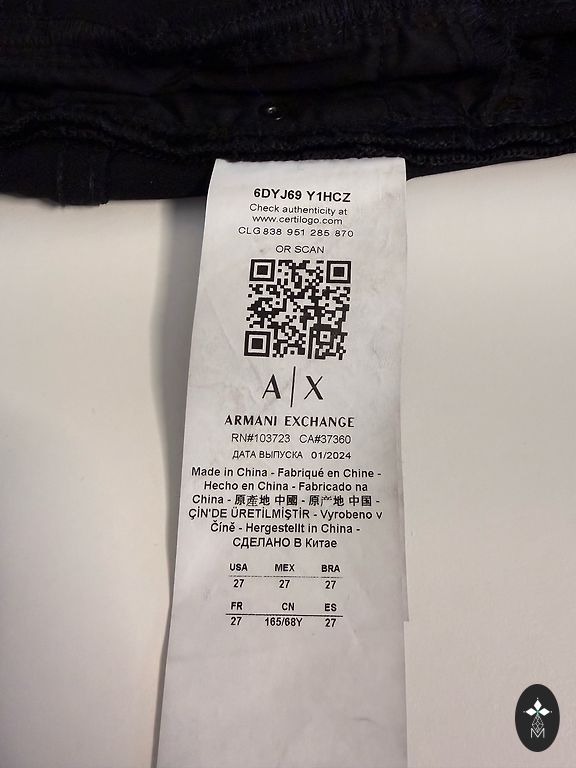 6DYJ69 Y1HCZ
Check authenticity at
www.certilogo.com
CLG 838 951 285 870
OR SCAN
A|X
ARMANI EXCHANGE
RN#103723 CA#37360
ДАТА ВЫПУСКА 01/2024
Made in China - Fabriqué en Chine -
Hecho en China - Fabricado na
China - 原產地 中國 - 原产地 中国 -
ÇİN'DE ÜRETİLMİŞTİR - Vyrobeno v
Číně - Hergestellt in China -
СДЕЛАНО В Китае
USA MEX BRA
27 27 27
FR CN ES
27 165/68Y 27
M